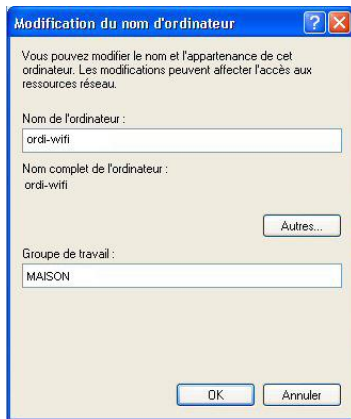 Modification du nom d'ordinateur
Vous pouvez modifier le nom et l'appartenance de cet
ordinateur. Les modifications peuvent affecter l'accès aux
ressources réseau.
Nom de l'ordinateur :
ordi-wifi
Nom complet de l'ordinateur :
ordi-wifi
Autres...
Groupe de travail :
MAISON
OK
Annuler